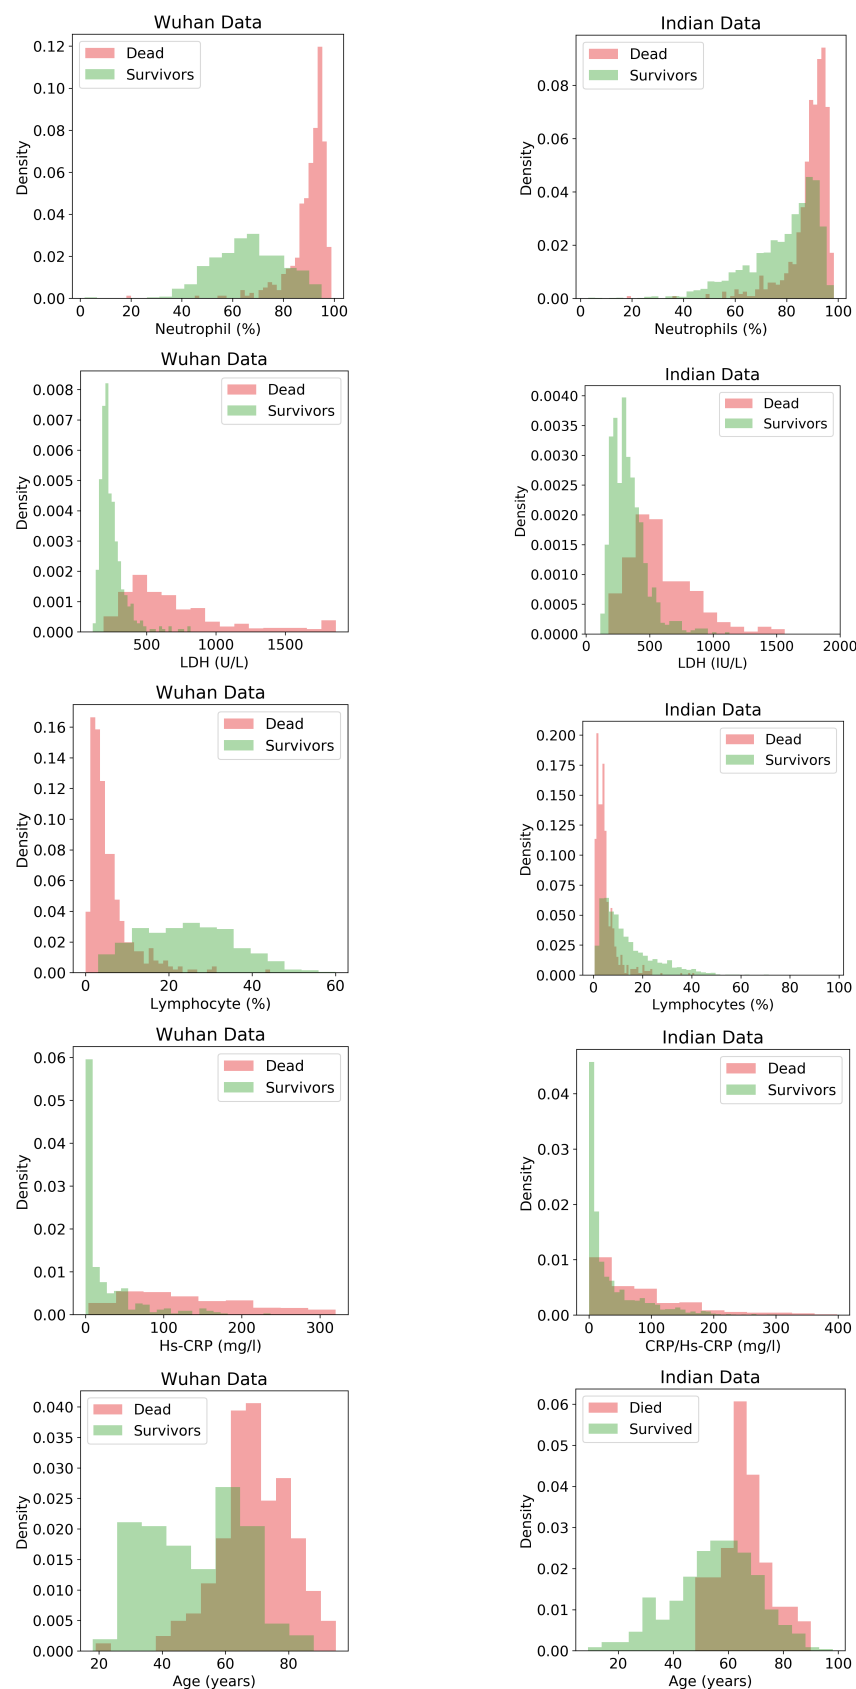 Wuhan Data
Dead
Survivors
0.12
0.10
0.08
0.06
0.04
0.02
0.00
Density
0 20 40 60 80 100
Neutrophil (%)
Indian Data
Dead
Survivors
0.08
0.06
0.04
0.02
0.00
Density
0 20 40 60 80 100
Neutrophils (%)
Wuhan Data
Dead
Survivors
0.008
0.007
0.006
0.005
0.004
0.003
0.002
0.001
0.000
Density
500 1000 1500
LDH (U/L)
Indian Data
Dead
Survivors
0.0040
0.0035
0.0030
0.0025
0.0020
0.0015
0.0010
0.0005
0.0000
Density
0 500 1000 1500 2000
LDH (IU/L)
Wuhan Data
Dead
Survivors
0.16
0.14
0.12
0.10
0.08
0.06
0.04
0.02
0.00
Density
0 20 40 60
Lymphocyte (%)
Indian Data
Dead
Survivors
0.200
0.175
0.150
0.125
0.100
0.075
0.050
0.025
0.000
Density
0 20 40 60 80 100
Lymphocytes (%)
Wuhan Data
Dead
Survivors
0.06
0.05
0.04
0.03
0.02
0.01
0.00
Density
0 100 200 300
Hs-CRP (mg/l)
Indian Data
Dead
Survivors
0.04
0.03
0.02
0.01
0.00
Density
0 100 200 300 400
CRP/Hs-CRP (mg/l)
Wuhan Data
Dead
Survivors
0.040
0.035
0.030
0.025
0.020
0.015
0.010
0.005
0.000
Density
20 40 60 80
Age (years)
Indian Data
Died
Survived
0.06
0.05
0.04
0.03
0.02
0.01
0.00
Density
20 40 60 80 100
Age (years)